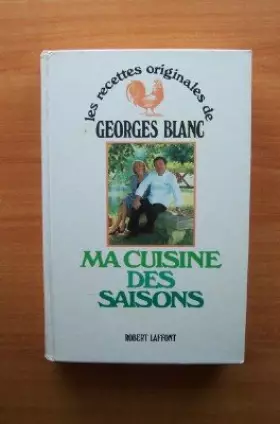 les recettes originales de
GEORGES BLANC
MA CUISINE
DES
SAISONS
ROBERT LAFFONT